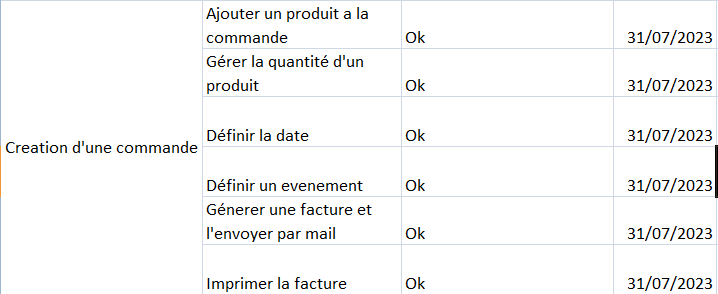 Ajouter un produit a la
commande Ok 31/07/2023
Gérer la quantité d'un
produit Ok 31/07/2023
Définir la date Ok 31/07/2023
Creation d'une commande
Définir un evenement Ok 31/07/2023
Génerer une facture et
l'envoyer par mail Ok 31/07/2023
Imprimer la facture Ok 31/07/2023